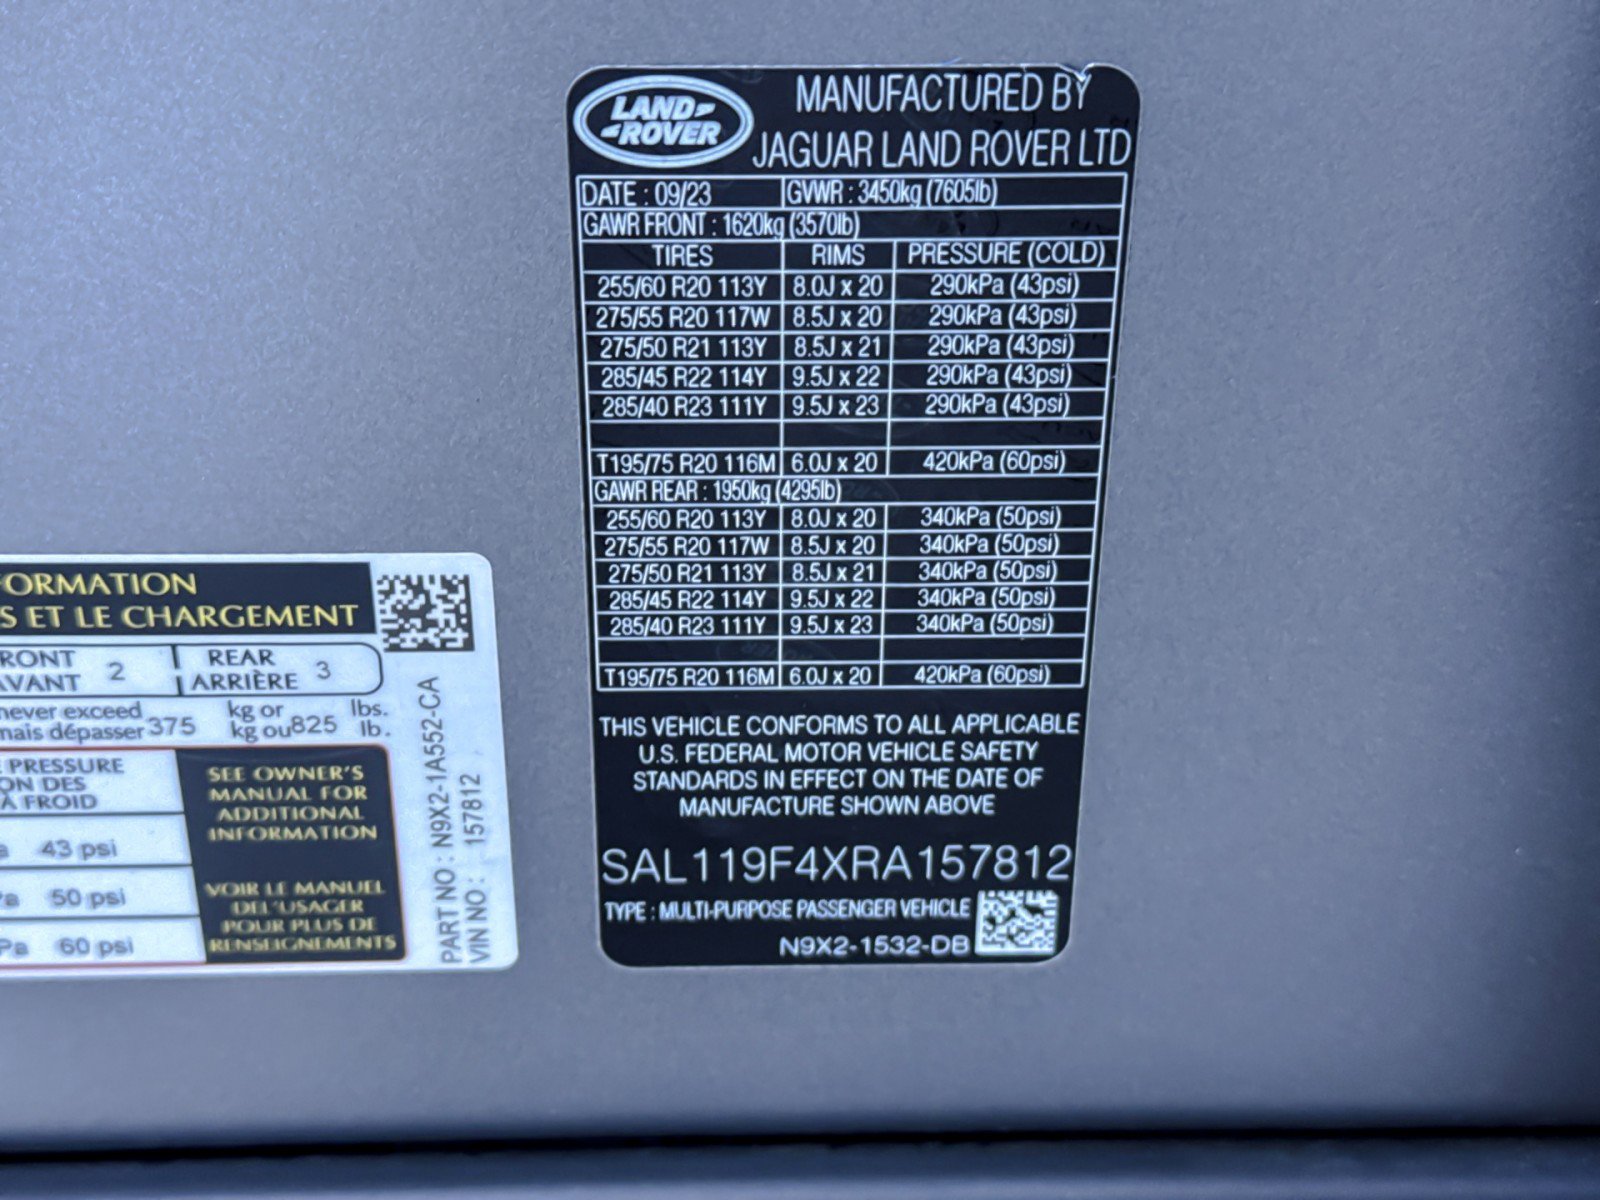 LAND
ROVER
MANUFACTURED BY
JAGUAR LAND ROVER LTD
DATE : 09/23 GVWR : 3450kg (7605lb)
GAWR FRONT : 1620kg (3570lb)
TIRES RIMS PRESSURE (COLD)
255/60 R20 113Y 8.0J x 20 290kPa (43psi)
275/55 R20 117W 8.5J x 20 290kPa (43psi)
275/50 R21 113Y 8.5J x 21 290kPa (43psi)
285/45 R22 114Y 9.5J x 22 290kPa (43psi)
285/40 R23 111Y 9.5J x 23 290kPa (43psi)
T195/75 R20 116M 6.0J x 20 420kPa (60psi)
GAWR REAR : 1950kg (4295lb)
255/60 R20 113Y 8.0J x 20 340kPa (50psi)
275/55 R20 117W 8.5J x 20 340kPa (50psi)
275/50 R21 113Y 8.5J x 21 340kPa (50psi)
285/45 R22 114Y 9.5J x 22 340kPa (50psi)
285/40 R23 111Y 9.5J x 23 340kPa (50psi)
T195/75 R20 116M 6.0J x 20 420kPa (60psi)
THIS VEHICLE CONFORMS TO ALL APPLICABLE
U.S. FEDERAL MOTOR VEHICLE SAFETY
STANDARDS IN EFFECT ON THE DATE OF
MANUFACTURE SHOWN ABOVE
SAL119F4XRA157812
TYPE : MULTI-PURPOSE PASSENGER VEHICLE
N9X2-1532-DB
FORMATION
S ET LE CHARGEMENT
RONT 2 REAR 3
AVANT ARRIÈRE
never exceed 375 kg or 825 lbs.
mais dépasser kg ou lb.
PRESSURE
ON DES
À FROID
a 43 psi
Pa 50 psi
Pa 60 psi
SEE OWNER'S
MANUAL FOR
ADDITIONAL
INFORMATION
VOIR LE MANUEL
DE L'USAGER
POUR PLUS DE
RENSEIGNEMENTS
PART NO : N9X2-1A552-CA
VIN NO : 157812